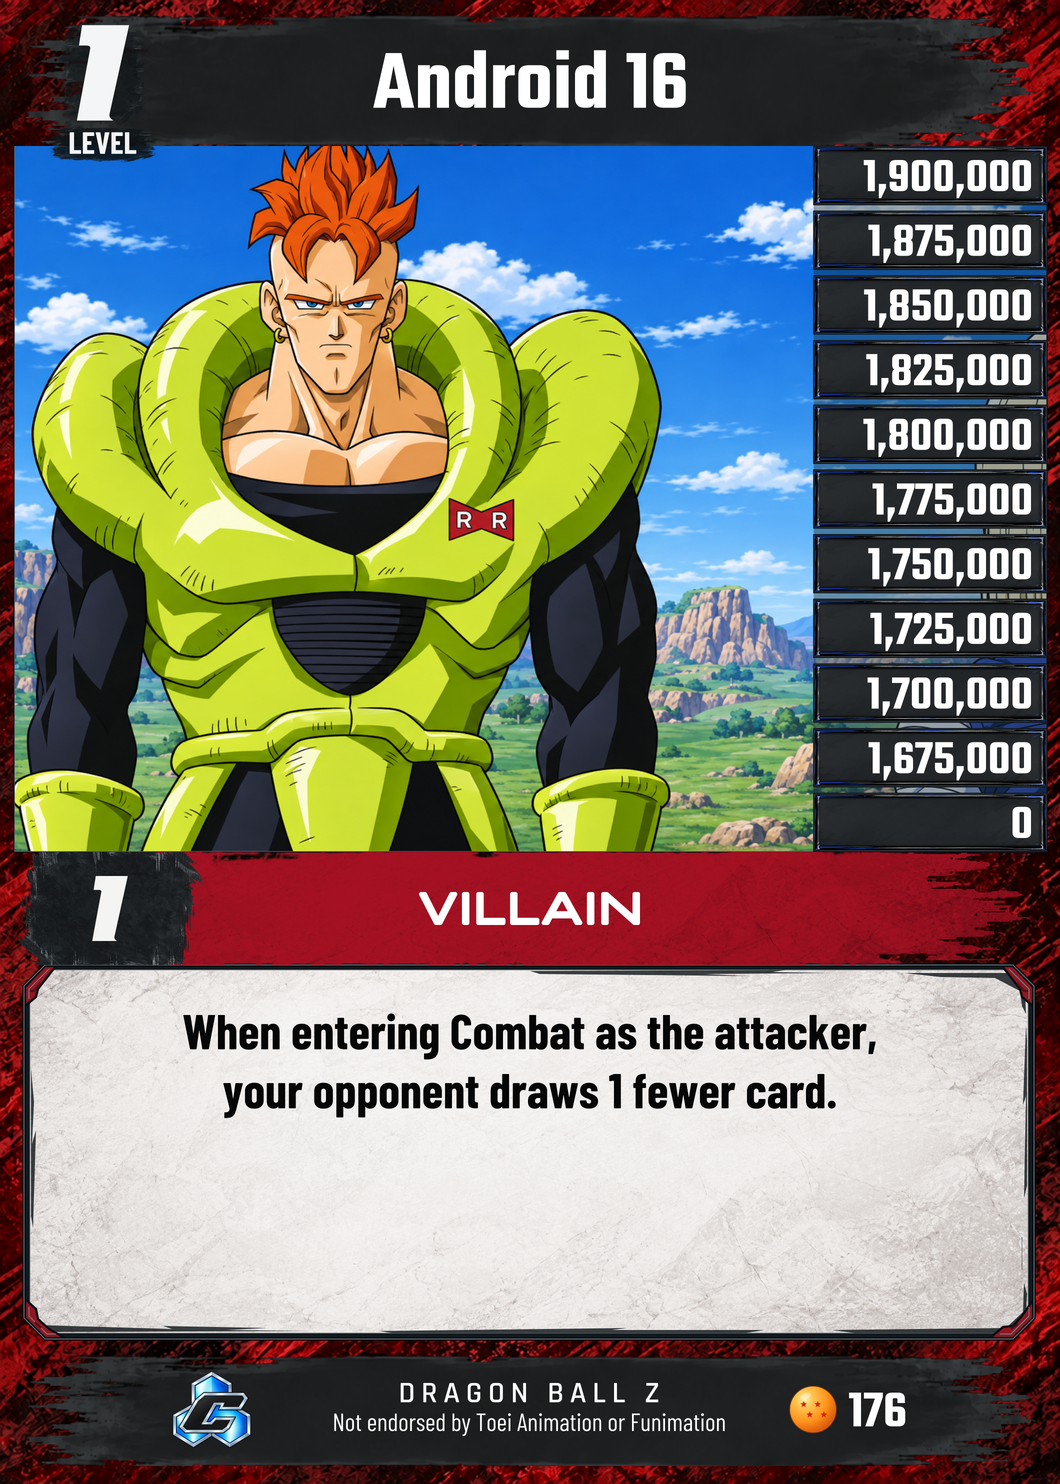 1
LEVEL
Android 16
1,900,000
1,875,000
1,850,000
1,825,000
1,800,000
1,775,000
1,750,000
1,725,000
1,700,000
1,675,000
0
R R
1
VILLAIN
When entering Combat as the attacker,
your opponent draws 1 fewer card.
G
DRAGON BALL Z
Not endorsed by Toei Animation or Funimation
176